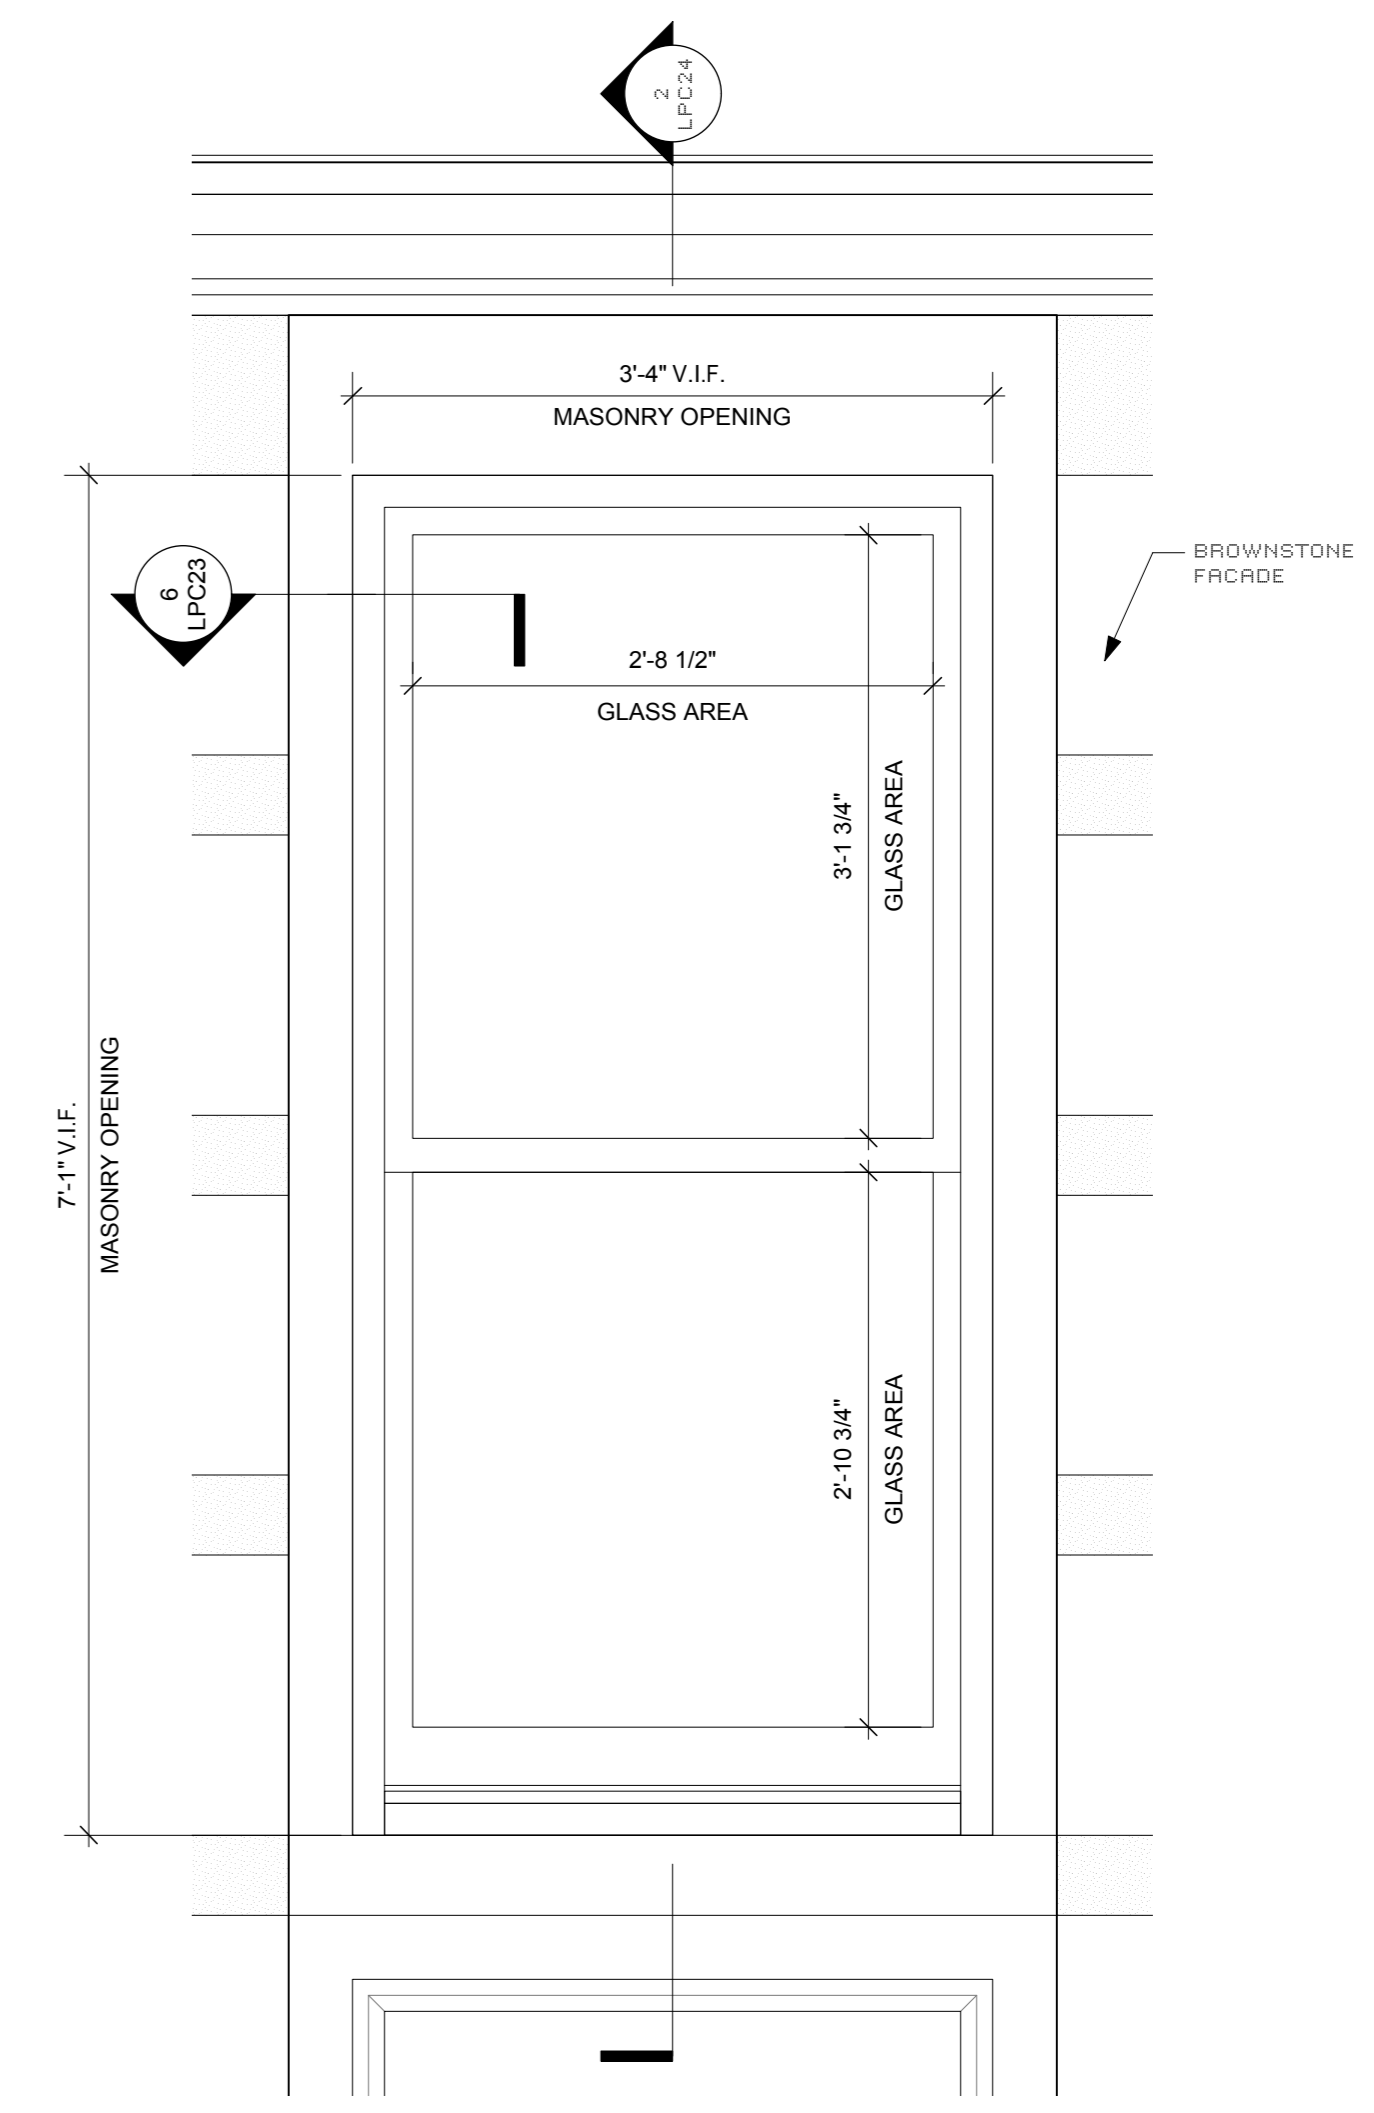 2
LPC24
3'-4" V.I.F.
MASONRY OPENING
BROWNSTONE
FACADE
6
LPC23
2'-8 1/2"
GLASS AREA
3'-1 3/4"
GLASS AREA
7'-1" V.I.F.
MASONRY OPENING
2'-10 3/4"
GLASS AREA